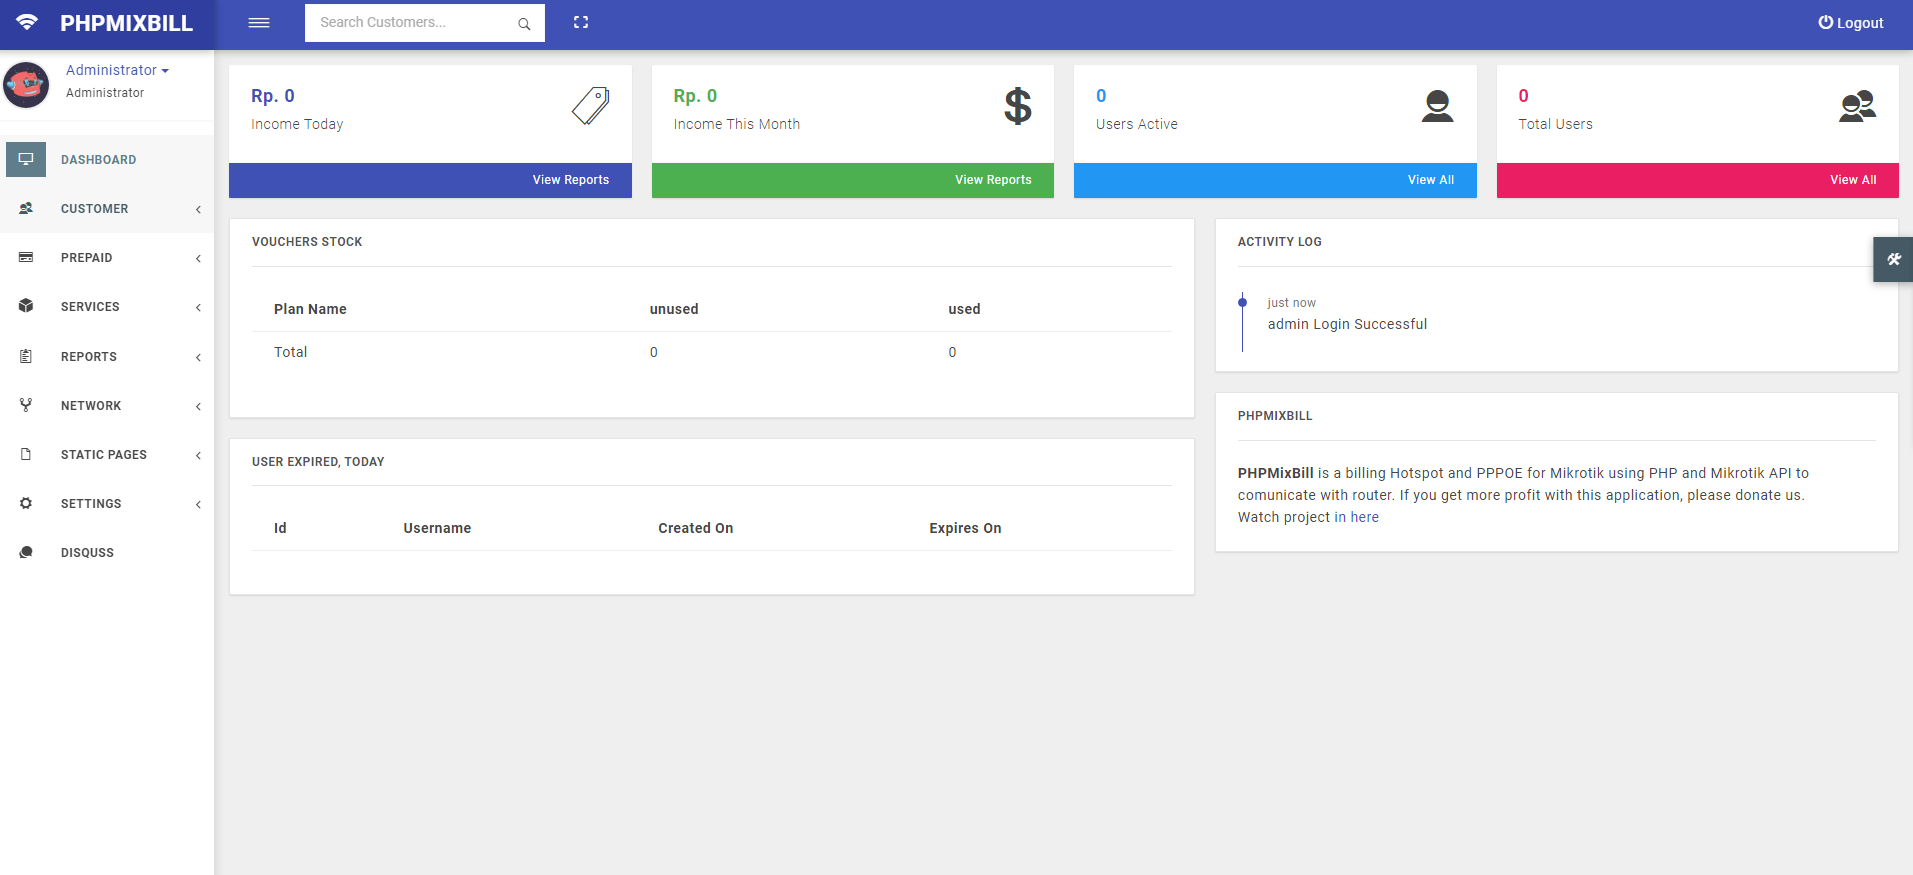 PHPMIXBILL
Search Customers...
Logout
Administrator
Administrator
DASHBOARD
CUSTOMER
PREPAID
SERVICES
REPORTS
NETWORK
STATIC PAGES
SETTINGS
DISQUSS
Rp. 0
Income Today
View Reports
Rp. 0
Income This Month
View Reports
0
Users Active
View All
0
Total Users
View All
VOUCHERS STOCK
Plan Name unused used
Total 0 0
USER EXPIRED, TODAY
Id Username Created On Expires On
ACTIVITY LOG
just now
admin Login Successful
PHPMIXBILL
PHPMixBill is a billing Hotspot and PPPOE for Mikrotik using PHP and Mikrotik API to
comunicate with router. If you get more profit with this application, please donate us.
Watch project in here